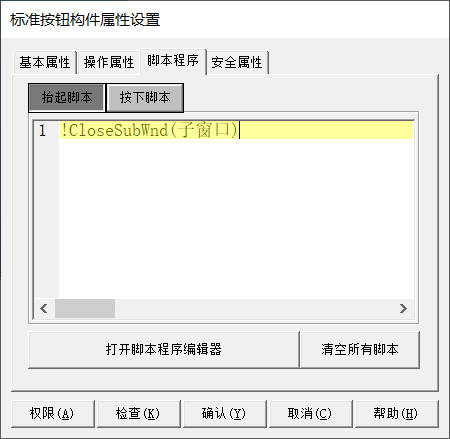 标准按钮构件属性设置
基本属性 操作属性 脚本程序 安全属性
抬起脚本 按下脚本
1 !CloseSubWnd(子窗口)
打开脚本程序编辑器 清空所有脚本
权限(A) 检查(K) 确认(Y) 取消(C) 帮助(H)